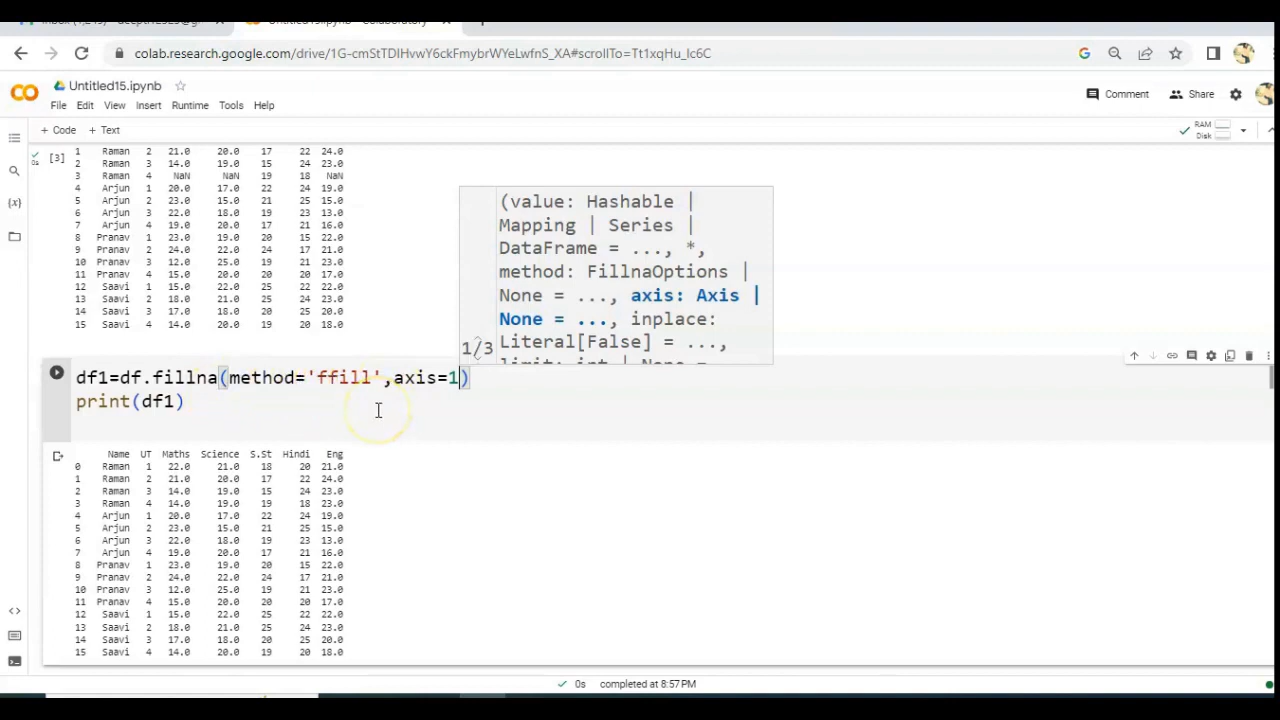 colab.research.google.com/drive/1G-cmStTDIHvwY6ckFmybrWYeLwfnS_XA#scrollTo=Tt1xqHu_Ic6C
Untitled15.ipynb
File Edit View Insert Runtime Tools Help
Comment Share
+ Code + Text
RAM
Disk
[3]
0s
1 Raman 2 21.0 20.0 17 22 24.0
2 Raman 3 14.0 19.0 15 24 23.0
3 Raman 4 NaN NaN 19 18 NaN
4 Arjun 1 20.0 17.0 22 24 19.0
5 Arjun 2 23.0 15.0 21 25 15.0
6 Arjun 3 22.0 18.0 19 23 13.0
7 Arjun 4 19.0 20.0 17 21 16.0
8 Pranav 1 23.0 19.0 20 15 22.0
9 Pranav 2 24.0 22.0 24 17 21.0
10 Pranav 3 12.0 25.0 19 21 23.0
11 Pranav 4 15.0 20.0 20 20 17.0
12 Saavi 1 15.0 22.0 25 22 22.0
13 Saavi 2 18.0 21.0 25 24 23.0
14 Saavi 3 17.0 18.0 20 25 20.0
15 Saavi 4 14.0 20.0 19 20 18.0
(value: Hashable |
Mapping | Series |
DataFrame = ..., *,
method: FillnaOptions |
None = ..., axis: Axis |
None = ..., inplace:
Literal[False] = ...,
limit: int | None =
1/3
df1=df.fillna(method='ffill',axis=1)
print(df1)
Name UT Maths Science S.St Hindi Eng
0 Raman 1 22.0 21.0 18 20 21.0
1 Raman 2 21.0 20.0 17 22 24.0
2 Raman 3 14.0 19.0 15 24 23.0
3 Raman 4 14.0 19.0 19 18 23.0
4 Arjun 1 20.0 17.0 22 24 19.0
5 Arjun 2 23.0 15.0 21 25 15.0
6 Arjun 3 22.0 18.0 19 23 13.0
7 Arjun 4 19.0 20.0 17 21 16.0
8 Pranav 1 23.0 19.0 20 15 22.0
9 Pranav 2 24.0 22.0 24 17 21.0
10 Pranav 3 12.0 25.0 19 21 23.0
11 Pranav 4 15.0 20.0 20 20 17.0
12 Saavi 1 15.0 22.0 25 22 22.0
13 Saavi 2 18.0 21.0 25 24 23.0
14 Saavi 3 17.0 18.0 20 25 20.0
15 Saavi 4 14.0 20.0 19 20 18.0
0s completed at 8:57PM